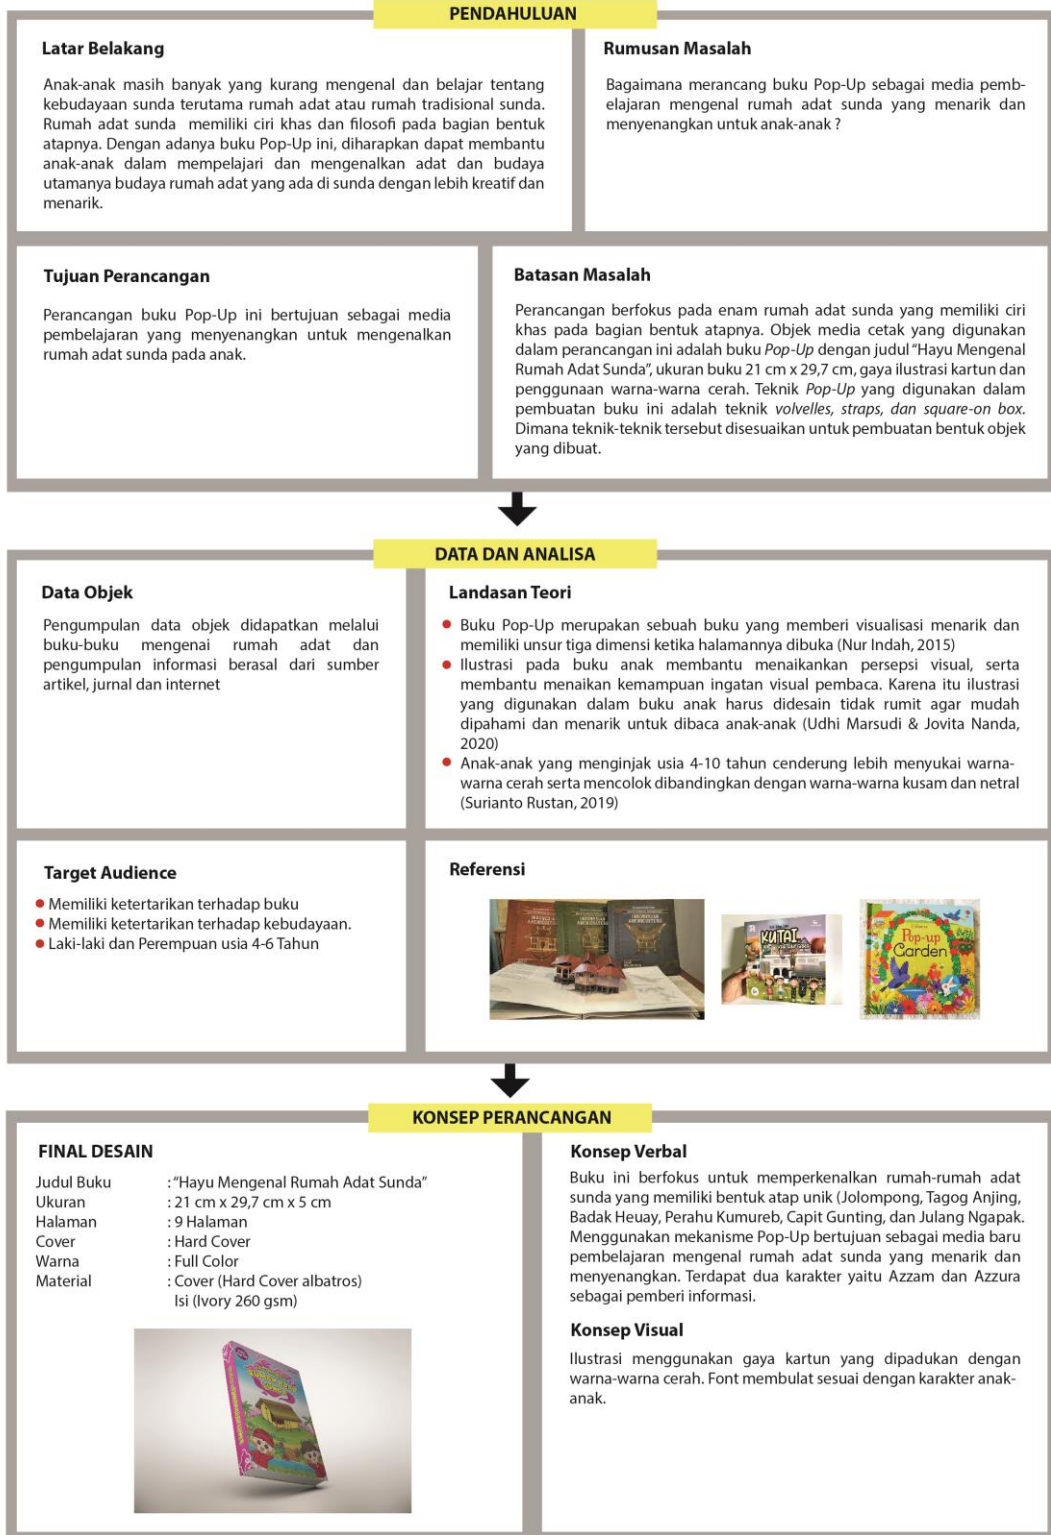 PENDAHULUAN
Latar Belakang
Anak-anak masih banyak yang kurang mengenal dan belajar tentang
kebudayaan sunda terutama rumah adat atau rumah tradisional sunda.
Rumah adat sunda memiliki ciri khas dan filosofi pada bagian bentuk
atapnya. Dengan adanya buku Pop-Up ini, diharapkan dapat membantu
anak-anak dalam mempelajari dan mengenalkan adat dan budaya
utamanya budaya rumah adat yang ada di sunda dengan lebih kreatif dan
menarik.
Rumusan Masalah
Bagaimana merancang buku Pop-Up sebagai media pemb-
elajaran mengenal rumah adat sunda yang menarik dan
menyenangkan untuk anak-anak ?
Tujuan Perancangan
Perancangan buku Pop-Up ini bertujuan sebagai media
pembelajaran yang menyenangkan untuk mengenalkan
rumah adat sunda pada anak.
Batasan Masalah
Perancangan berfokus pada enam rumah adat sunda yang memiliki ciri
khas pada bagian bentuk atapnya. Objek media cetak yang digunakan
dalam perancangan ini adalah buku Pop-Up dengan judul “Hayu Mengenal
Rumah Adat Sunda”, ukuran buku 21 cm x 29,7 cm, gaya ilustrasi kartun dan
penggunaan warna-warna cerah. Teknik Pop-Up yang digunakan dalam
pembuatan buku ini adalah teknik volvelles, straps, dan square-on box.
Dimana teknik-teknik tersebut disesuaikan untuk pembuatan bentuk objek
yang dibuat.
DATA DAN ANALISA
Data Objek
Pengumpulan data objek didapatkan melalui
buku-buku mengenai rumah adat dan
pengumpulan informasi berasal dari sumber
artikel, jurnal dan internet
Landasan Teori
Buku Pop-Up merupakan sebuah buku yang memberi visualisasi menarik dan
memiliki unsur tiga dimensi ketika halamannya dibuka (Nur Indah, 2015)
Ilustrasi pada buku anak membantu menaikankan persepsi visual, serta
membantu menaikan kemampuan ingatan visual pembaca. Karena itu ilustrasi
yang digunakan dalam buku anak harus didesain tidak rumit agar mudah
dipahami dan menarik untuk dibaca anak-anak (Udhi Marsudi & Jovita Nanda,
2020)
Anak-anak yang menginjak usia 4-10 tahun cenderung lebih menyukai warna-
warna cerah serta mencolok dibandingkan dengan warna-warna kusam dan netral
(Surianto Rustan, 2019)
Target Audience
Memiliki ketertarikan terhadap buku
Memiliki ketertarikan terhadap kebudayaan.
Laki-laki dan Perempuan usia 4-6 Tahun
Referensi
KUTAI
Pop-up
Garden
KONSEP PERANCANGAN
FINAL DESAIN
Judul Buku : “Hayu Mengenal Rumah Adat Sunda”
Ukuran : 21 cm x 29,7 cm x 5 cm
Halaman : 9 Halaman
Cover : Hard Cover
Warna : Full Color
Material : Cover (Hard Cover albatros)
Isi (Ivory 260 gsm)
Konsep Verbal
Buku ini berfokus untuk memperkenalkan rumah-rumah adat
sunda yang memiliki bentuk atap unik (Jolompong, Tagog Anjing,
Badak Heuay, Perahu Kumureb, Capit Gunting, dan Julang Ngapak.
Menggunakan mekanisme Pop-Up bertujuan sebagai media baru
pembelajaran mengenal rumah adat sunda yang menarik dan
menyenangkan. Terdapat dua karakter yaitu Azzam dan Azzura
sebagai pemberi informasi.
Konsep Visual
Ilustrasi menggunakan gaya kartun yang dipadukan dengan
warna-warna cerah. Font membulat sesuai dengan karakter anak-
anak.